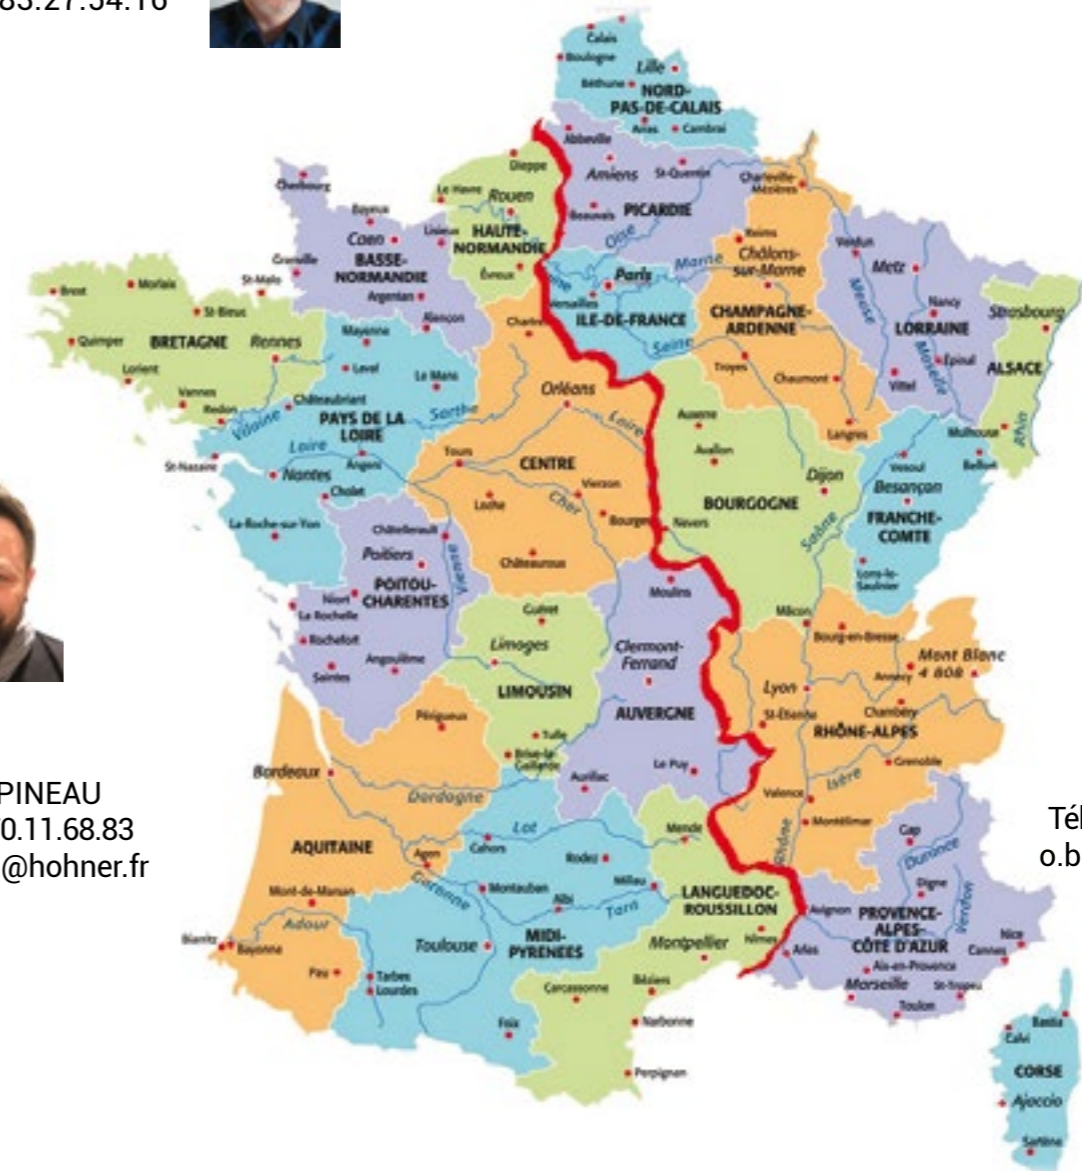 83.27.54.16
Calais
Boulogne
Lille
Béthune
NORD-
PAS-DE-CALAIS
Arras
Cambrai
Abbeville
Dieppe
Amiens
St-Quentin
Charleville-
Mézières
Cherbourg
Le Havre
Rouen
Beauvais
PICARDIE
Bayeux
Lisieux
HAUTE-
NORMANDIE
Oise
Reims
Caen
BASSE-
NORMANDIE
Verdun
Metz
Marne
Châlons-
sur-Marne
Granville
Évreux
Paris
Brest
Morlaix
St-Malo
Argentan
Versailles
ILE-DE-FRANCE
CHAMPAGNE-
ARDENNE
Meuse
Nancy
LORRAINE
Strasbourg
St-Bieus
Alençon
Chartres
Quimper
BRETAGNE
Rennes
Mayenne
Seine
Moselle
Épinal
ALSACE
Lorient
Laval
Le Mans
Troyes
Chaumont
Vittel
Vannes
Redon
Châteaubriant
Orléans
Vilaine
PAYS DE LA
LOIRE
Sarthe
Loire
Auxerre
Langres
Mulhouse
Rhin
Loire
Avallon
St-Nazaire
Nantes
Angers
Tours
CENTRE
Dijon
Vesoul
Belfort
Cholet
Loche
Cher
Vierzon
BOURGOGNE
Besançon
La-Roche-sur-Yon
Châtellerault
Bourges
Nevers
Saône
FRANCHE-
COMTE
Poitiers
Vienne
Châteauroux
Lons-le-
Saulnier
POITOU-
CHARENTES
Niort
La Rochelle
Guéret
Moulins
Mâcon
Rochefort
Limoges
Clermont-
Ferrand
Bourg-en-Bresse
Mont Blanc
4 808
Annecy
Saintes
Angoulême
LIMOUSIN
Lyon
AUVERGNE
St-Étienne
Chambéry
RHÔNE-ALPES
Périgueux
Tulle
Brive-la-
Gaillarde
Le Puy
Grenoble
Bordeaux
Aurillac
Isère
Valence
Dordogne
PINEAU
0.11.68.83
@hohner.fr
Lot
Mende
Montélimar
Rhône
Gap
Durance
Tél
o.b
AQUITAINE
Agen
Cahors
Rodez
Garonne
Montauban
Millau
Digne
Verdon
Mont-de-Marsan
Albi
Tarn
LANGUEDOC-
ROUSSILLON
Avignon
PROVENCE-
ALPES-
CÔTE D'AZUR
Adour
Biarritz
Bayonne
Toulouse
MIDI-
PYRENEES
Montpellier
Nîmes
Arles
Nice
Cannes
Pau
Tarbes
Lourdes
Carcassonne
Béziers
Aix-en-Provence
Marseille
St-Tropez
Toulon
Foix
Narbonne
Bastia
Calvi
Perpignan
CORSE
Ajaccio
Sartène